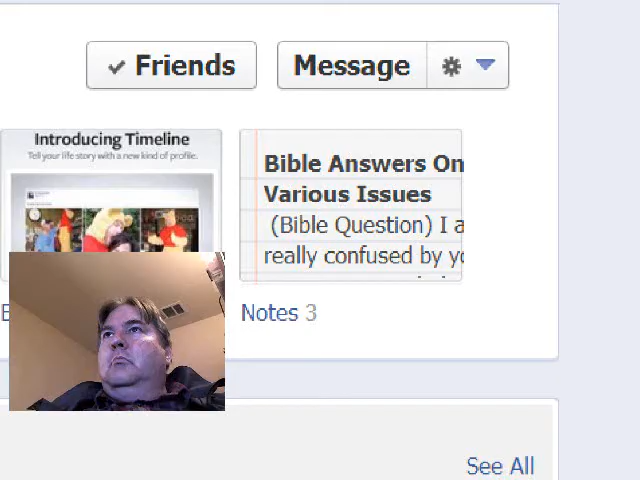 Friends Message
Introducing Timeline
Tell your life story with a new kind of profile.
Bible Answers On
Various Issues
(Bible Question) I a
really confused by yo
Notes 3
See All